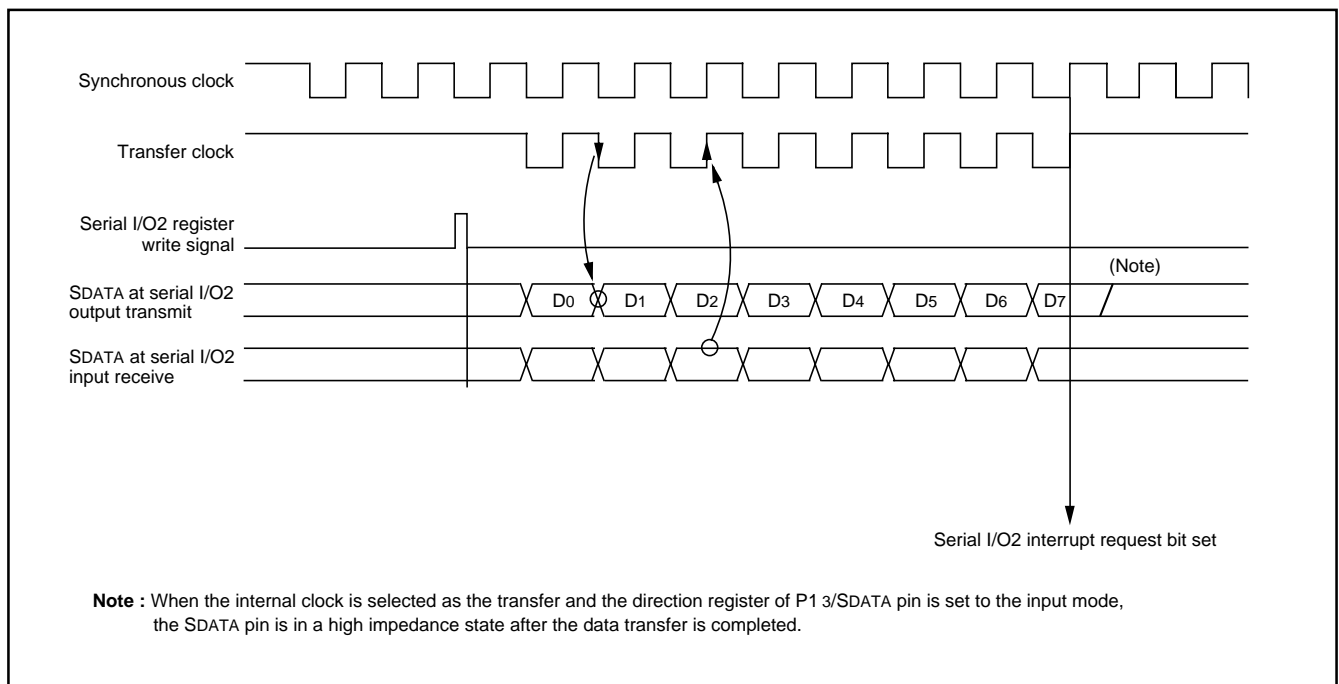 Synchronous clock
Transfer clock
Serial I/O2 register
write signal
(Note)
SDATA at serial I/O2
output transmit
D0 D1 D2 D3 D4 D5 D6 D7
SDATA at serial I/O2
input receive
Serial I/O2 interrupt request bit set
Note : When the internal clock is selected as the transfer and the direction register of P1 3/SDATA pin is set to the input mode,
the SDATA pin is in a high impedance state after the data transfer is completed.